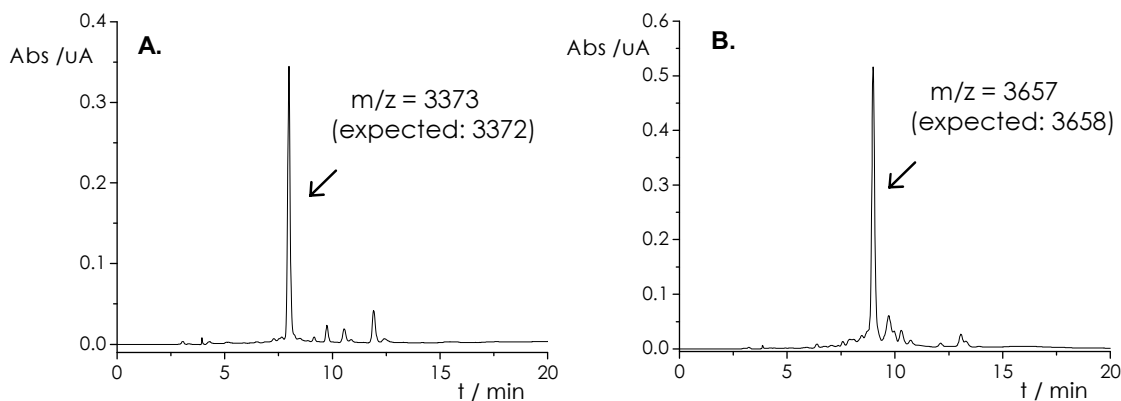 A.
Abs /uA
0.4
0.3
0.2
0.1
0.0
m/z = 3373
(expected: 3372)
0 5 10 15 20
t / min
B.
Abs /uA
0.6
0.5
0.4
0.3
0.2
0.1
0.0
m/z = 3657
(expected: 3658)
0 5 10 15 20
t / min